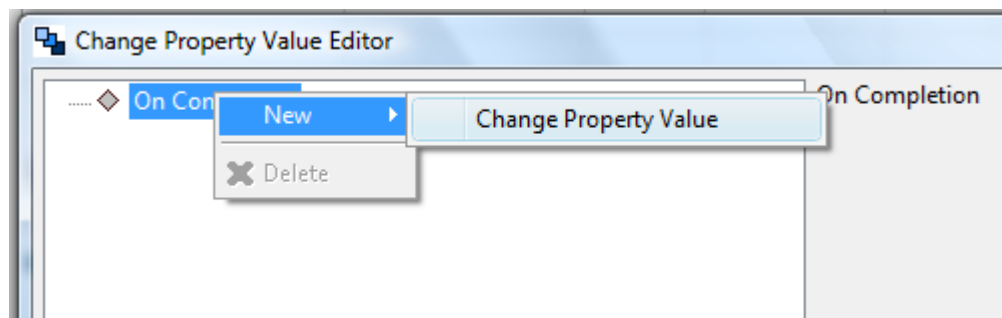 Change Property Value Editor
On Con
On Completion
New
Change Property Value
Delete